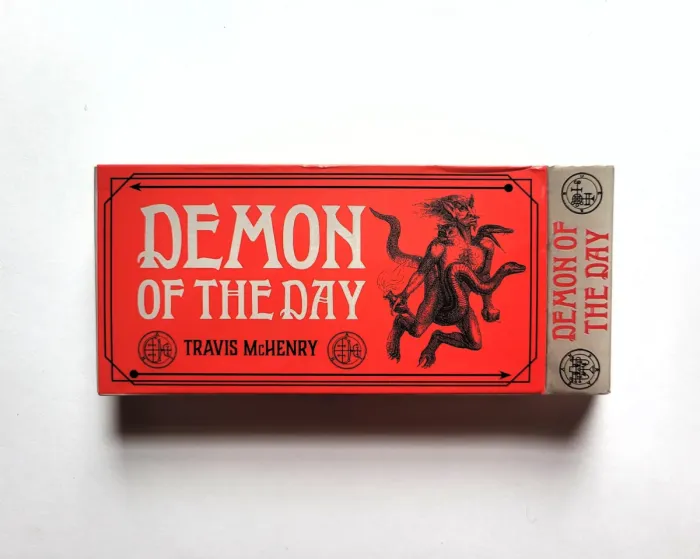 DEMON
OF THE DAY
TRAVIS McHENRY
DEMON OF
THE DAY